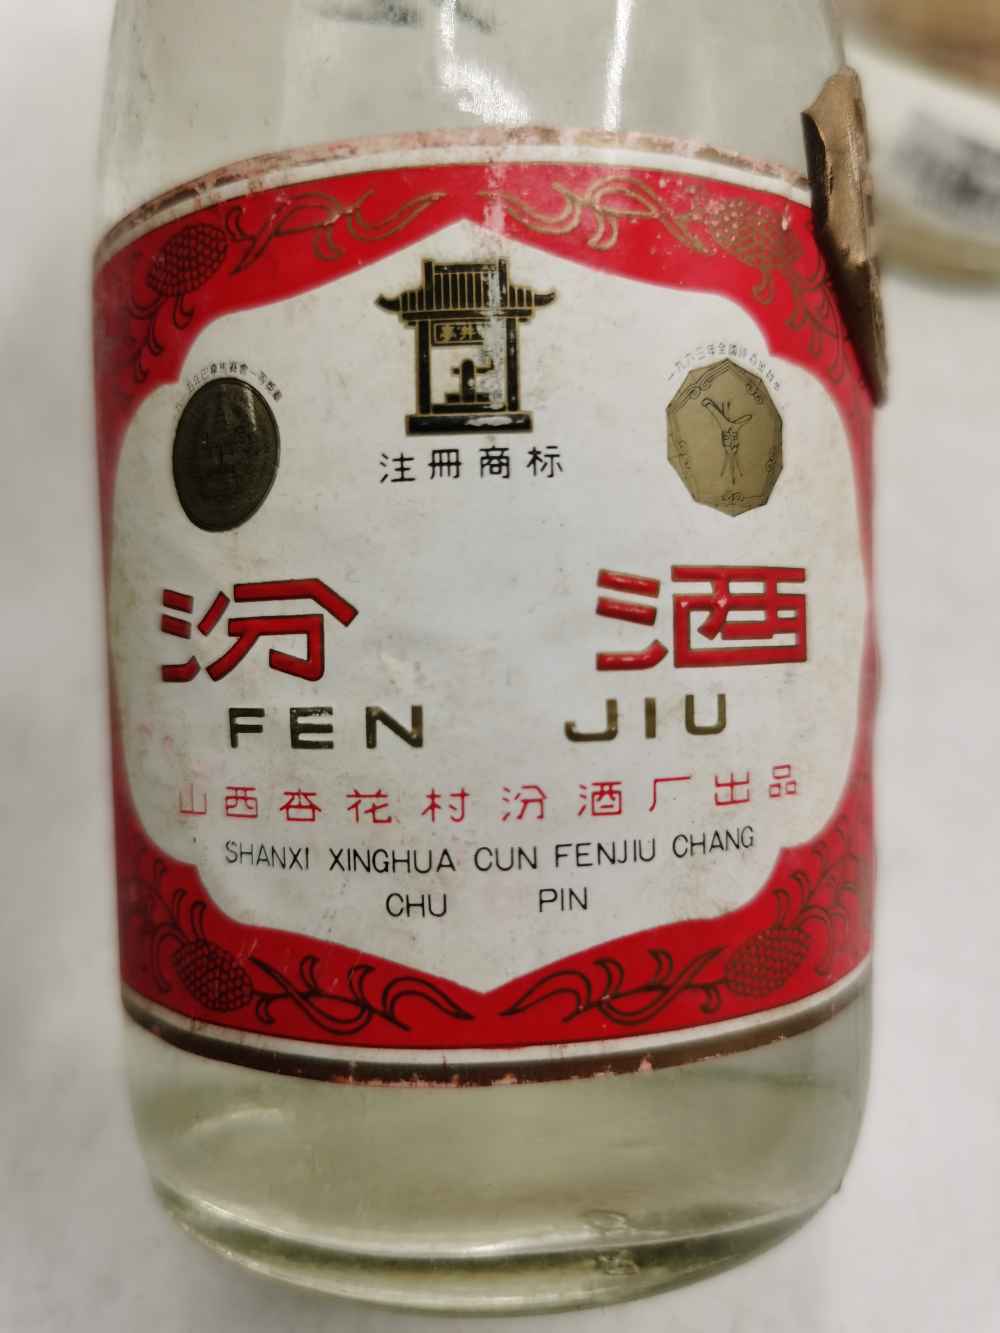 注册商标
汾酒
FEN JIU
山西杏花村汾酒厂出品
SHANXI XINGHUA CUN FENJIU CHANG
CHU PIN